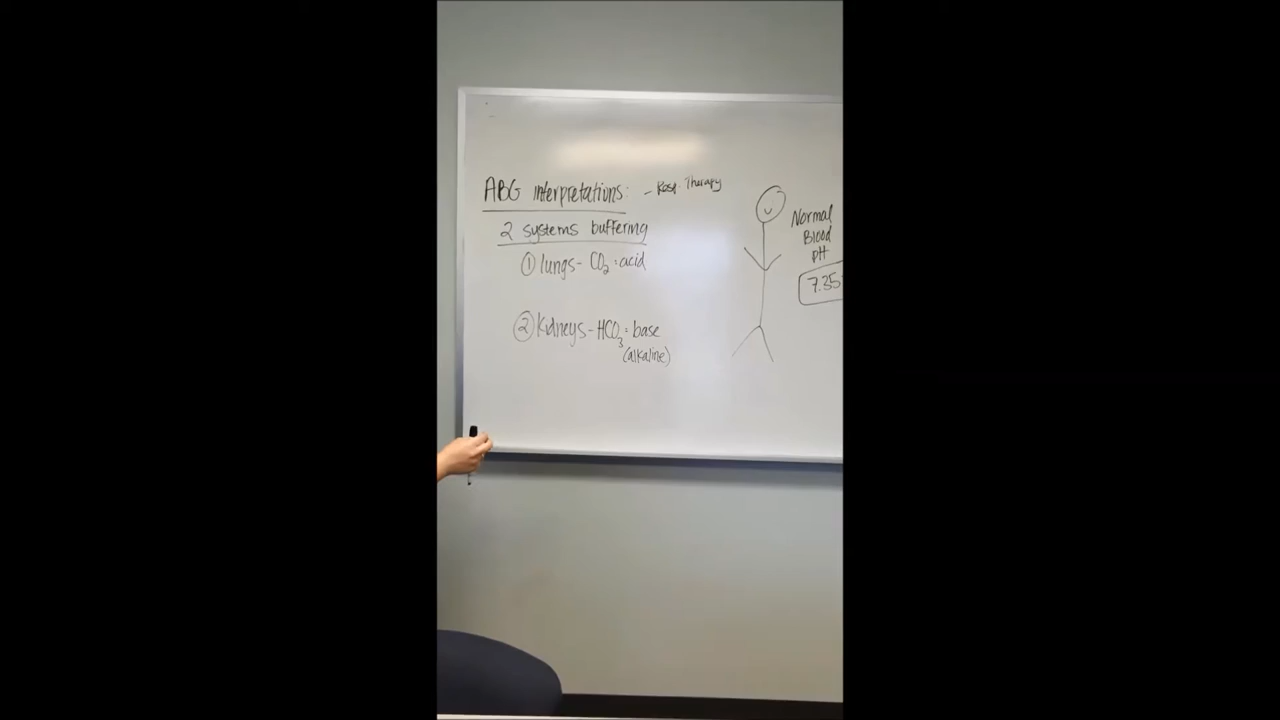 ABG interpretations: - Resp. Therapy
2 systems buffering
① lungs - CO₂ = acid
② Kidneys - HCO₃ = base
(alkaline)
Normal
Blood
pH
7.35